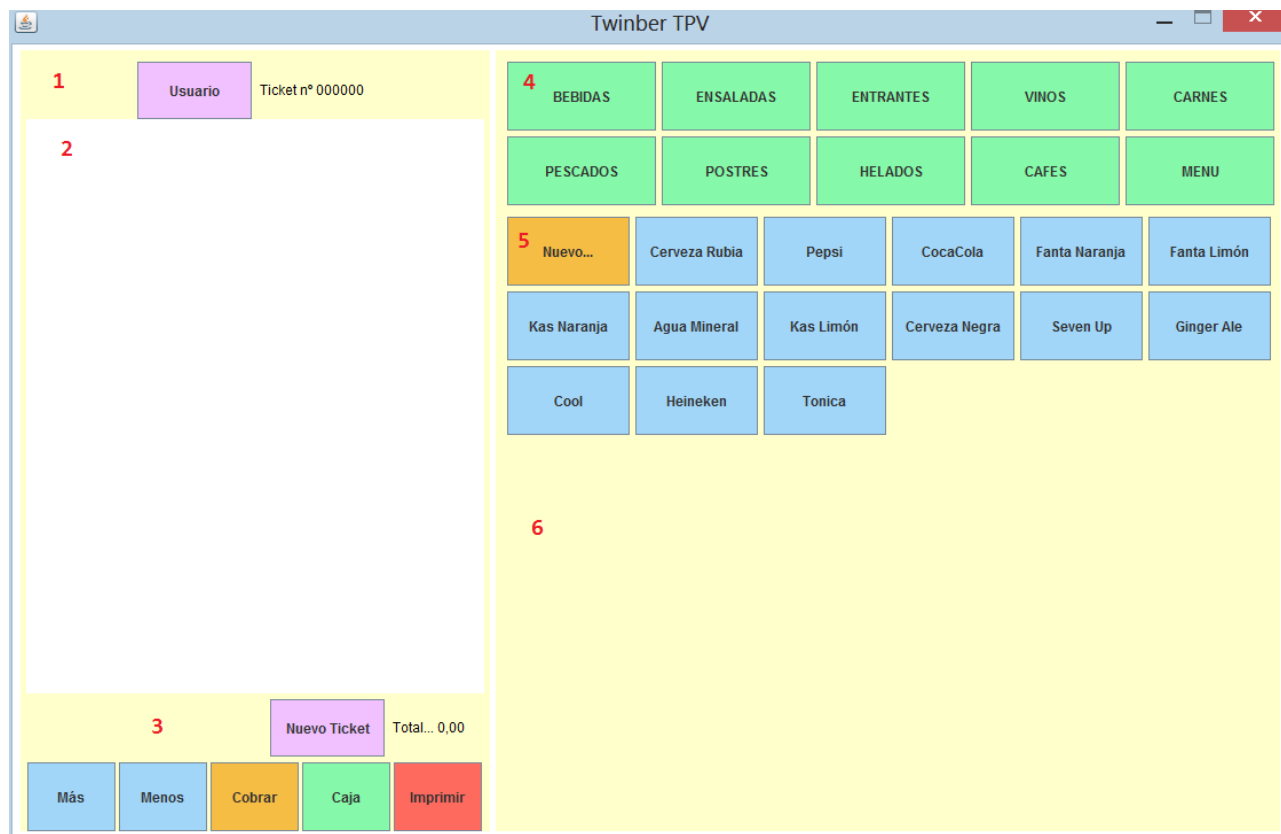 Twinber TPV
1
Usuario
Ticket nº 000000
2
3
Nuevo Ticket
Total... 0,00
Más
Menos
Cobrar
Caja
Imprimir
4
BEBIDAS
ENSALADAS
ENTRANTES
VINOS
CARNES
PESCADOS
POSTRES
HELADOS
CAFES
MENU
5
Nuevo...
Cerveza Rubia
Pepsi
CocaCola
Fanta Naranja
Fanta Limón
Kas Naranja
Agua Mineral
Kas Limón
Cerveza Negra
Seven Up
Ginger Ale
Cool
Heineken
Tonica
6